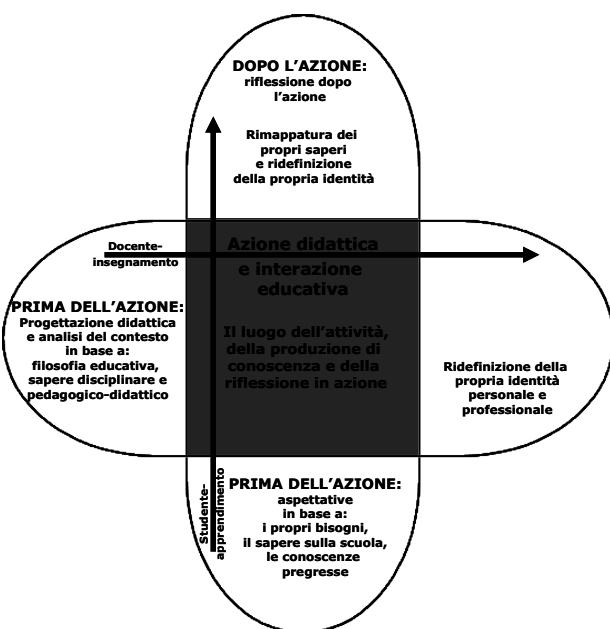 DOPO L'AZIONE:
riflessione dopo
l'azione
Rimappatura dei
propri saperi
e ridefinizione
della propria identità
Docente-
insegnamento
Azione didattica
e interazione
educativa
PRIMA DELL'AZIONE:
Progettazione didattica
e analisi del contesto
in base a:
filosofia educativa,
sapere disciplinare e
pedagogico-didattico
Il luogo dell'attività,
della produzione di
conoscenza e della
riflessione in azione
Ridefinizione della
propria identità
personale e
professionale
Studente-
apprendimento
PRIMA DELL'AZIONE:
aspettative
in base a:
i propri bisogni,
il sapere sulla scuola,
le conoscenze
pregresse